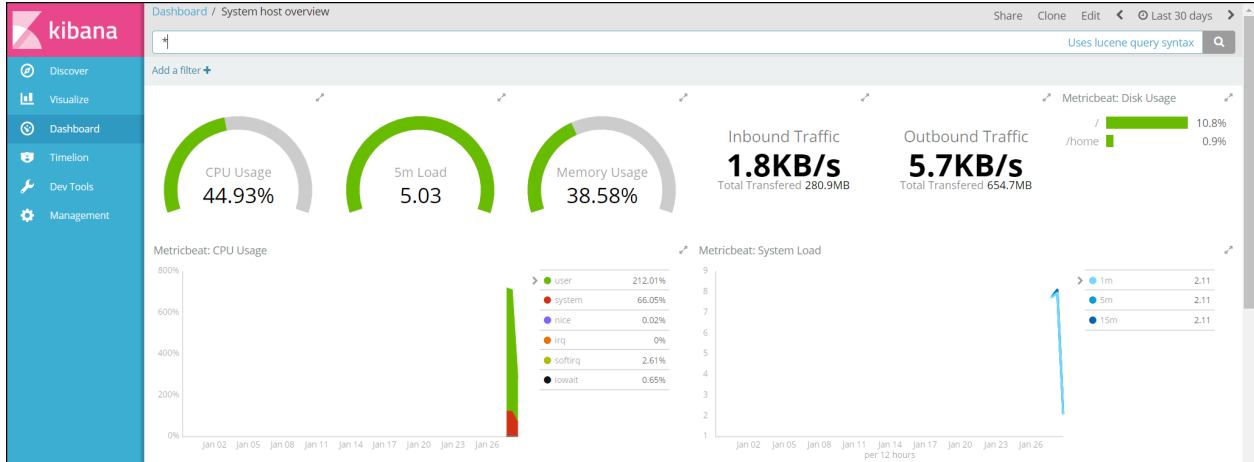 kibana
Discover
Visualize
Dashboard
Timelion
Dev Tools
Management
Dashboard / System host overview
Share Clone Edit Last 30 days
*
Uses lucene query syntax
Add a filter +
CPU Usage
44.93%
5m Load
5.03
Memory Usage
38.58%
Inbound Traffic
1.8KB/s
Total Transfered 280.9MB
Outbound Traffic
5.7KB/s
Total Transfered 654.7MB
Metricbeat: Disk Usage
/ 10.8%
/home 0.9%
Metricbeat: CPU Usage
800%
600%
400%
200%
0%
Jan 02 Jan 05 Jan 08 Jan 11 Jan 14 Jan 17 Jan 20 Jan 23 Jan 26
user 212.01%
system 66.05%
nice 0.02%
irq 0%
softirq 2.61%
iowait 0.65%
Metricbeat: System Load
9
8
7
6
5
4
3
2
1
Jan 02 Jan 05 Jan 08 Jan 11 Jan 14 Jan 17 Jan 20 Jan 23 Jan 26
per 12 hours
1m 2.11
5m 2.11
15m 2.11